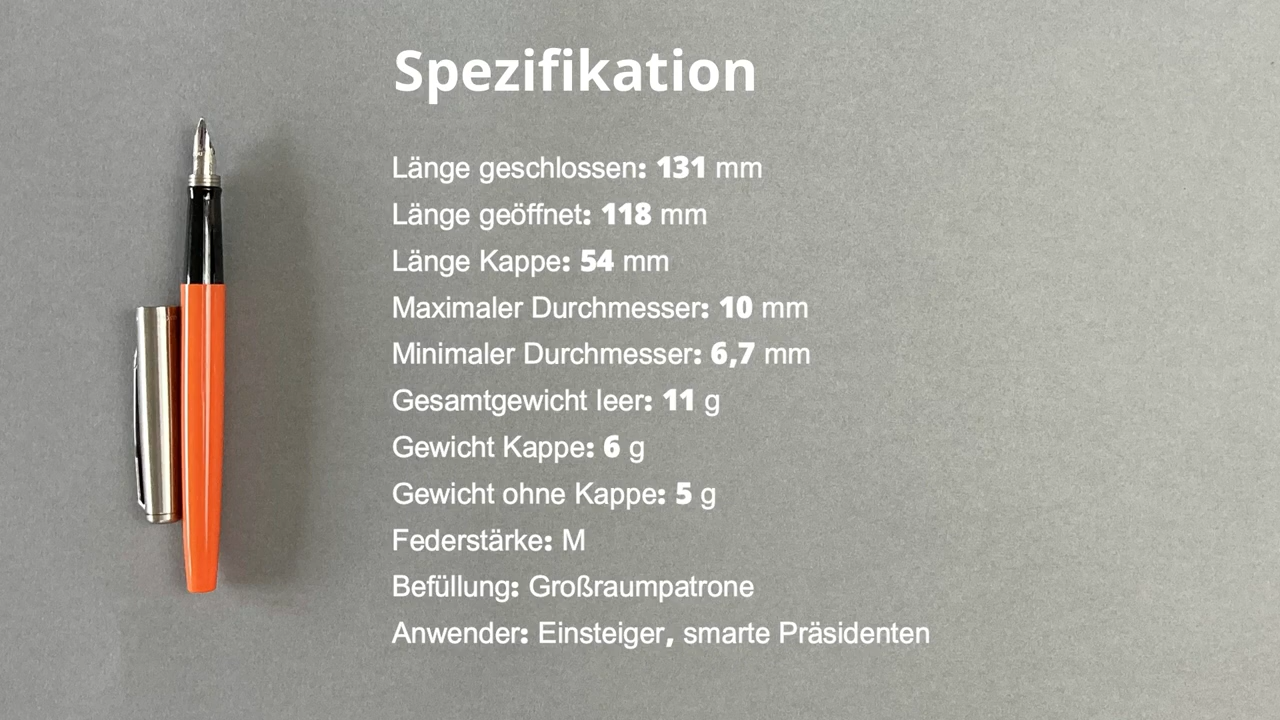 Spezifikation
Länge geschlossen: 131 mm
Länge geöffnet: 118 mm
Länge Kappe: 54 mm
Maximaler Durchmesser: 10 mm
Minimaler Durchmesser: 6,7 mm
Gesamtgewicht leer: 11 g
Gewicht Kappe: 6 g
Gewicht ohne Kappe: 5 g
Federstärke: M
Befüllung: Großraumpatrone
Anwender: Einsteiger, smarte Präsidenten